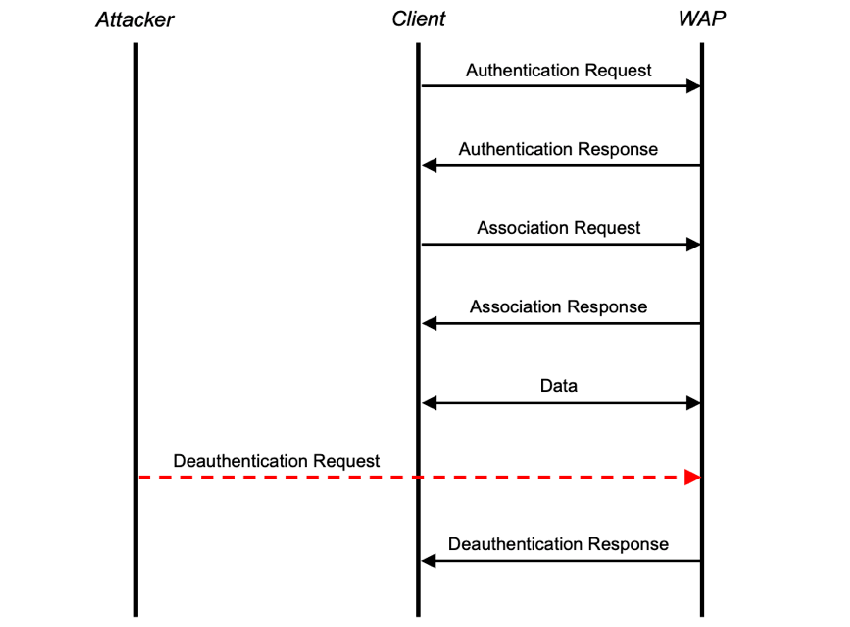 Attacker Client WAP
Authentication Request
Authentication Response
Association Request
Association Response
Data
Deauthentication Request
Deauthentication Response